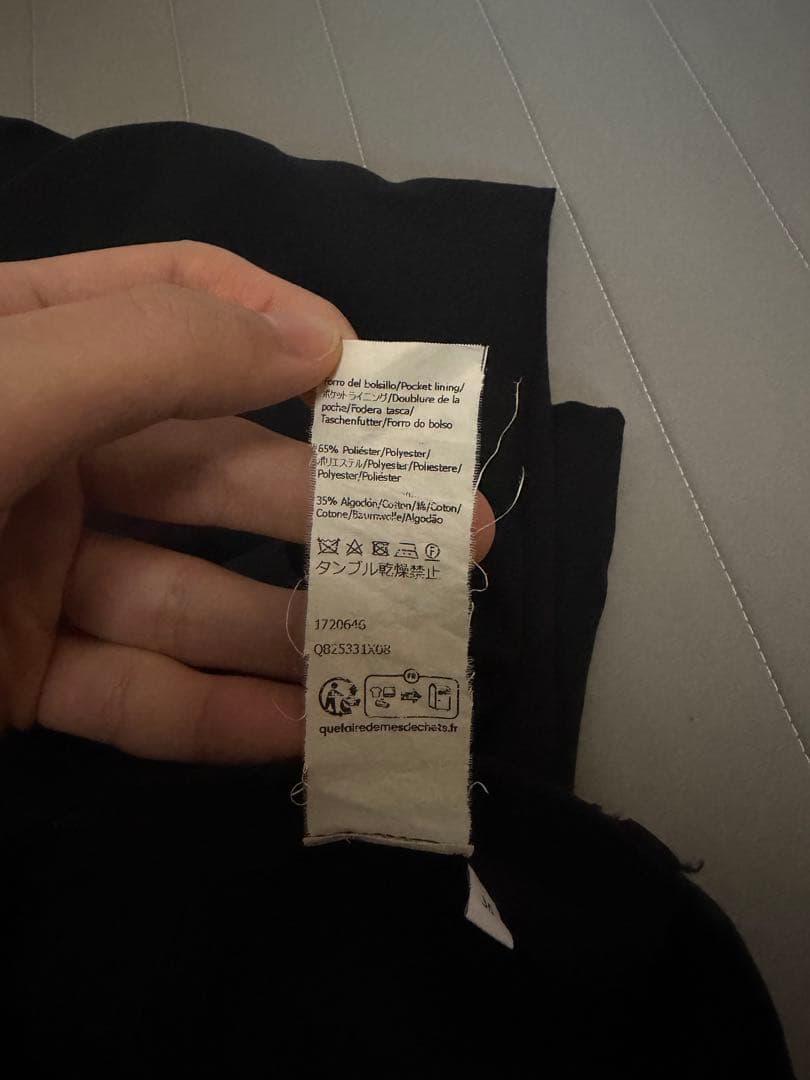 Forro del bolsillo/Pocket lining/
ポケットライニング/Doublure de la
poche/Fodera tasca/
Taschenfutter/Forro do bolso
65% Poliéster/Polyester/
ポリエステル/Polyester/Poliestere/
Polyester/Poliéster
35% Algodón/Cotton/綿/Coton/
Cotone/Baumwolle/Algodão
F
タンブル乾燥禁止
1720646
Q825331X08
FR
quefairedemesdechets.fr